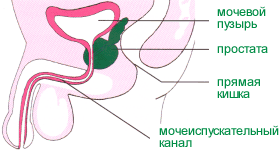 мочевой
пузырь
простата
прямая
кишка
мочеиспускательный
канал